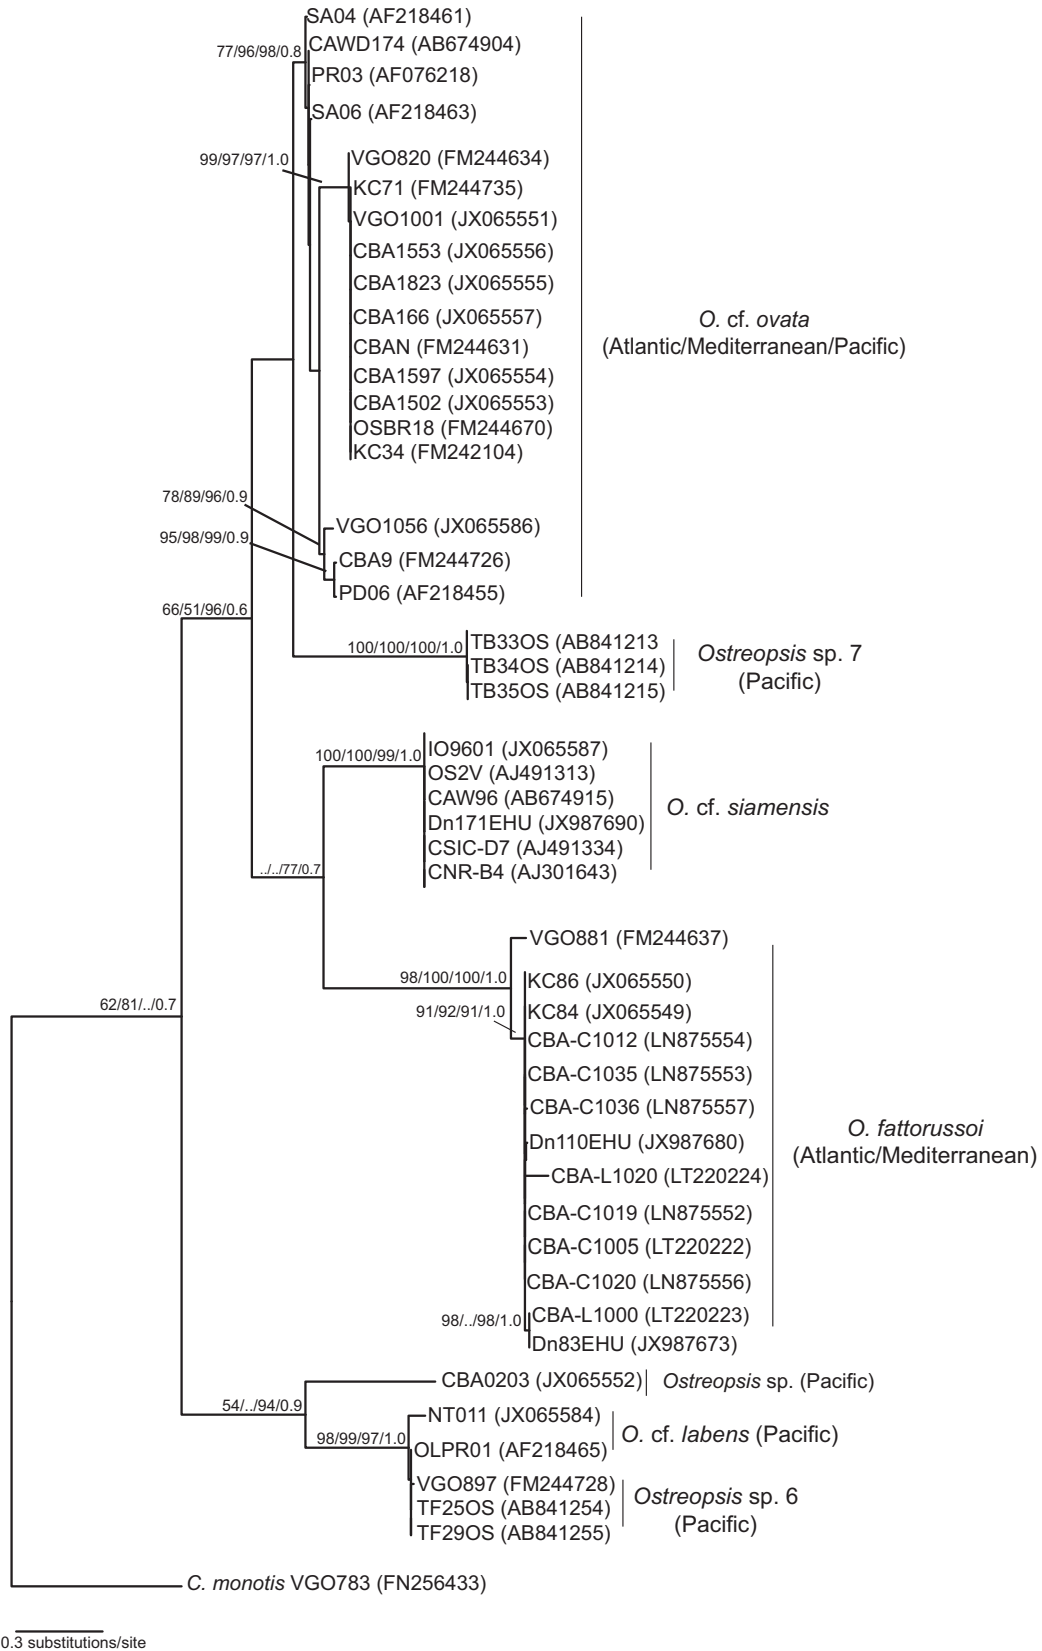 SA04 (AF218461)
CAWD174 (AB674904)
77/96/98/0.8
PR03 (AF076218)
SA06 (AF218463)
99/97/97/1.0
VGO820 (FM244634)
KC71 (FM244735)
VGO1001 (JX065551)
CBA1553 (JX065556)
CBA1823 (JX065555)
CBA166 (JX065557)
CBAN (FM244631)
CBA1597 (JX065554)
CBA1502 (JX065553)
OSBR18 (FM244670)
KC34 (FM242104)
O. cf. ovata
(Atlantic/Mediterranean/Pacific)
78/89/96/0.9
VGO1056 (JX065586)
95/98/99/0.9
CBA9 (FM244726)
PD06 (AF218455)
66/51/96/0.6
100/100/100/1.0
TB33OS (AB841213
TB34OS (AB841214)
TB35OS (AB841215)
Ostreopsis sp. 7
(Pacific)
100/100/99/1.0
IO9601 (JX065587)
OS2V (AJ491313)
CAW96 (AB674915)
Dn171EHU (JX987690)
CSIC-D7 (AJ491334)
CNR-B4 (AJ301643)
O. cf. siamensis
../../77/0.7
VGO881 (FM244637)
98/100/100/1.0
KC86 (JX065550)
91/92/91/1.0
KC84 (JX065549)
CBA-C1012 (LN875554)
CBA-C1035 (LN875553)
CBA-C1036 (LN875557)
Dn110EHU (JX987680)
CBA-L1020 (LT220224)
CBA-C1019 (LN875552)
CBA-C1005 (LT220222)
CBA-C1020 (LN875556)
98/../98/1.0
CBA-L1000 (LT220223)
Dn83EHU (JX987673)
O. fattorussoi
(Atlantic/Mediterranean)
62/81/../0.7
CBA0203 (JX065552)
Ostreopsis sp. (Pacific)
54/../94/0.9
NT011 (JX065584)
98/99/97/1.0
OLPR01 (AF218465)
O. cf. labens (Pacific)
VGO897 (FM244728)
TF25OS (AB841254)
TF29OS (AB841255)
Ostreopsis sp. 6
(Pacific)
C. monotis VGO783 (FN256433)
0.3 substitutions/site